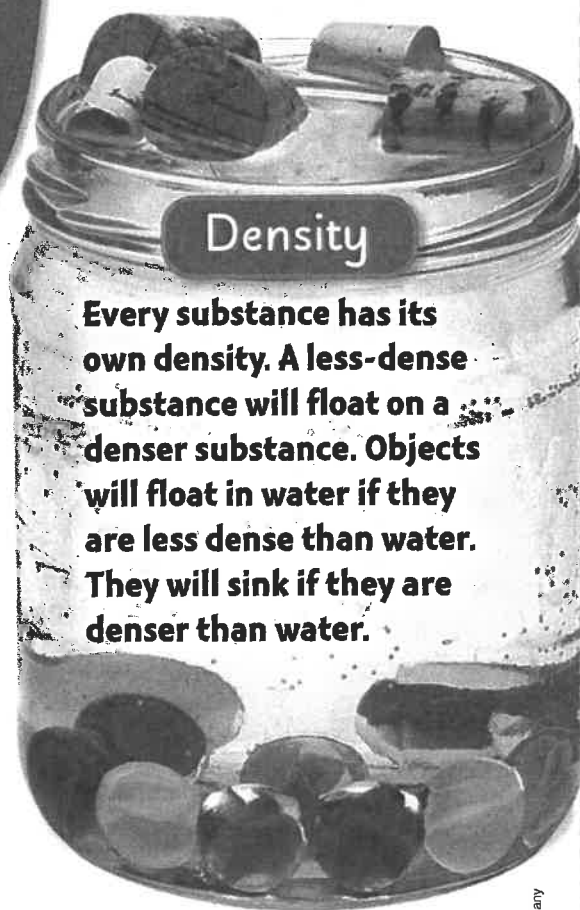 Density
Every substance has its
own density. A less-dense
substance will float on a
denser substance. Objects
will float in water if they
are less dense than water.
They will sink if they are
denser than water.
any